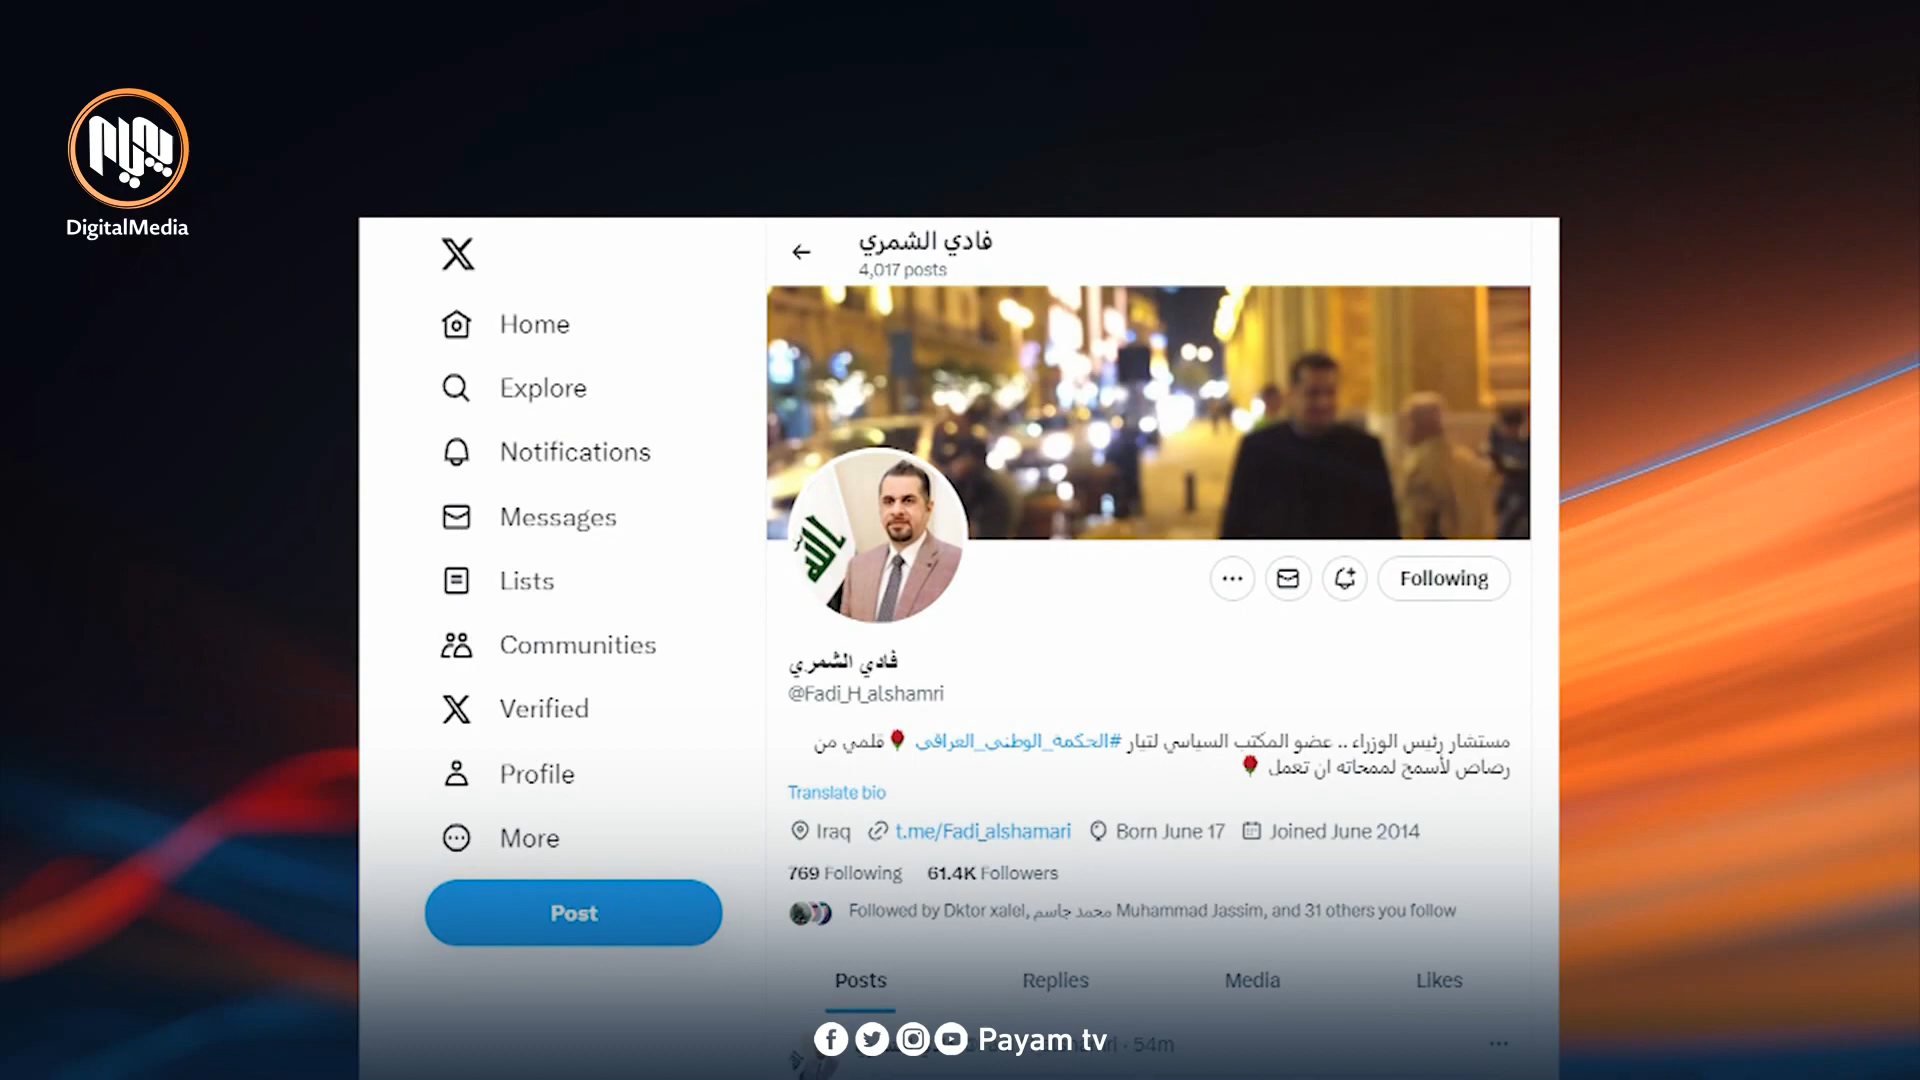 پەیام
DigitalMedia
X
Home
Explore
Notifications
Messages
Lists
Communities
Verified
Profile
More
Post
فادي الشمري
4,017 posts
Following
فادي الشمري
@Fadi_H_alshamri
مستشار رئيس الوزراء .. عضو المكتب السياسي لتيار #الحكمة_الوطني_العراقي 🌹 قلمي من
رصاص لأسمح لممحاته ان تعمل 🌹
Translate bio
Iraq t.me/Fadi_alshamari Born June 17 Joined June 2014
769 Following 61.4K Followers
Followed by Dktor xalel, محمد جاسم Muhammad Jassim, and 31 others you follow
Posts Replies Media Likes
54m
Payam tv